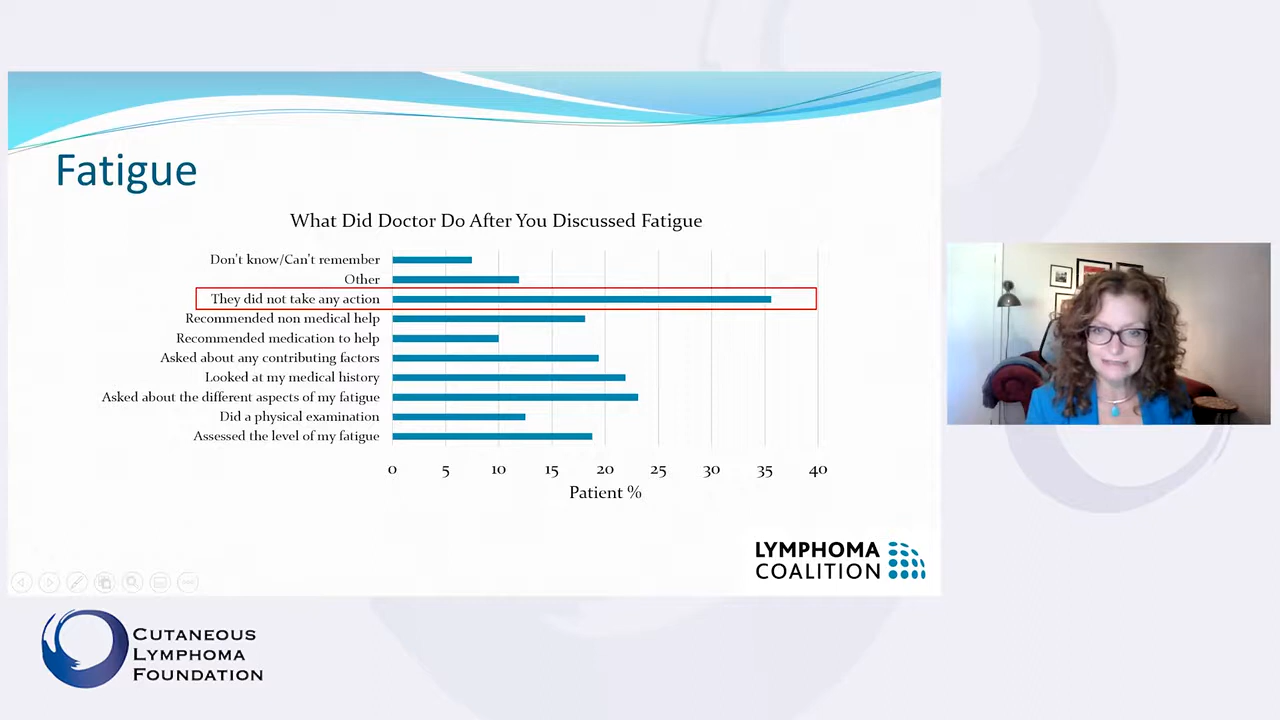 Fatigue
What Did Doctor Do After You Discussed Fatigue
Don't know/Can't remember
Other
They did not take any action
Recommended non medical help
Recommended medication to help
Asked about any contributing factors
Looked at my medical history
Asked about the different aspects of my fatigue
Did a physical examination
Assessed the level of my fatigue
0 5 10 15 20 25 30 35 40
Patient %
LYMPHOMA
COALITION
CUTANEOUS
LYMPHOMA
FOUNDATION